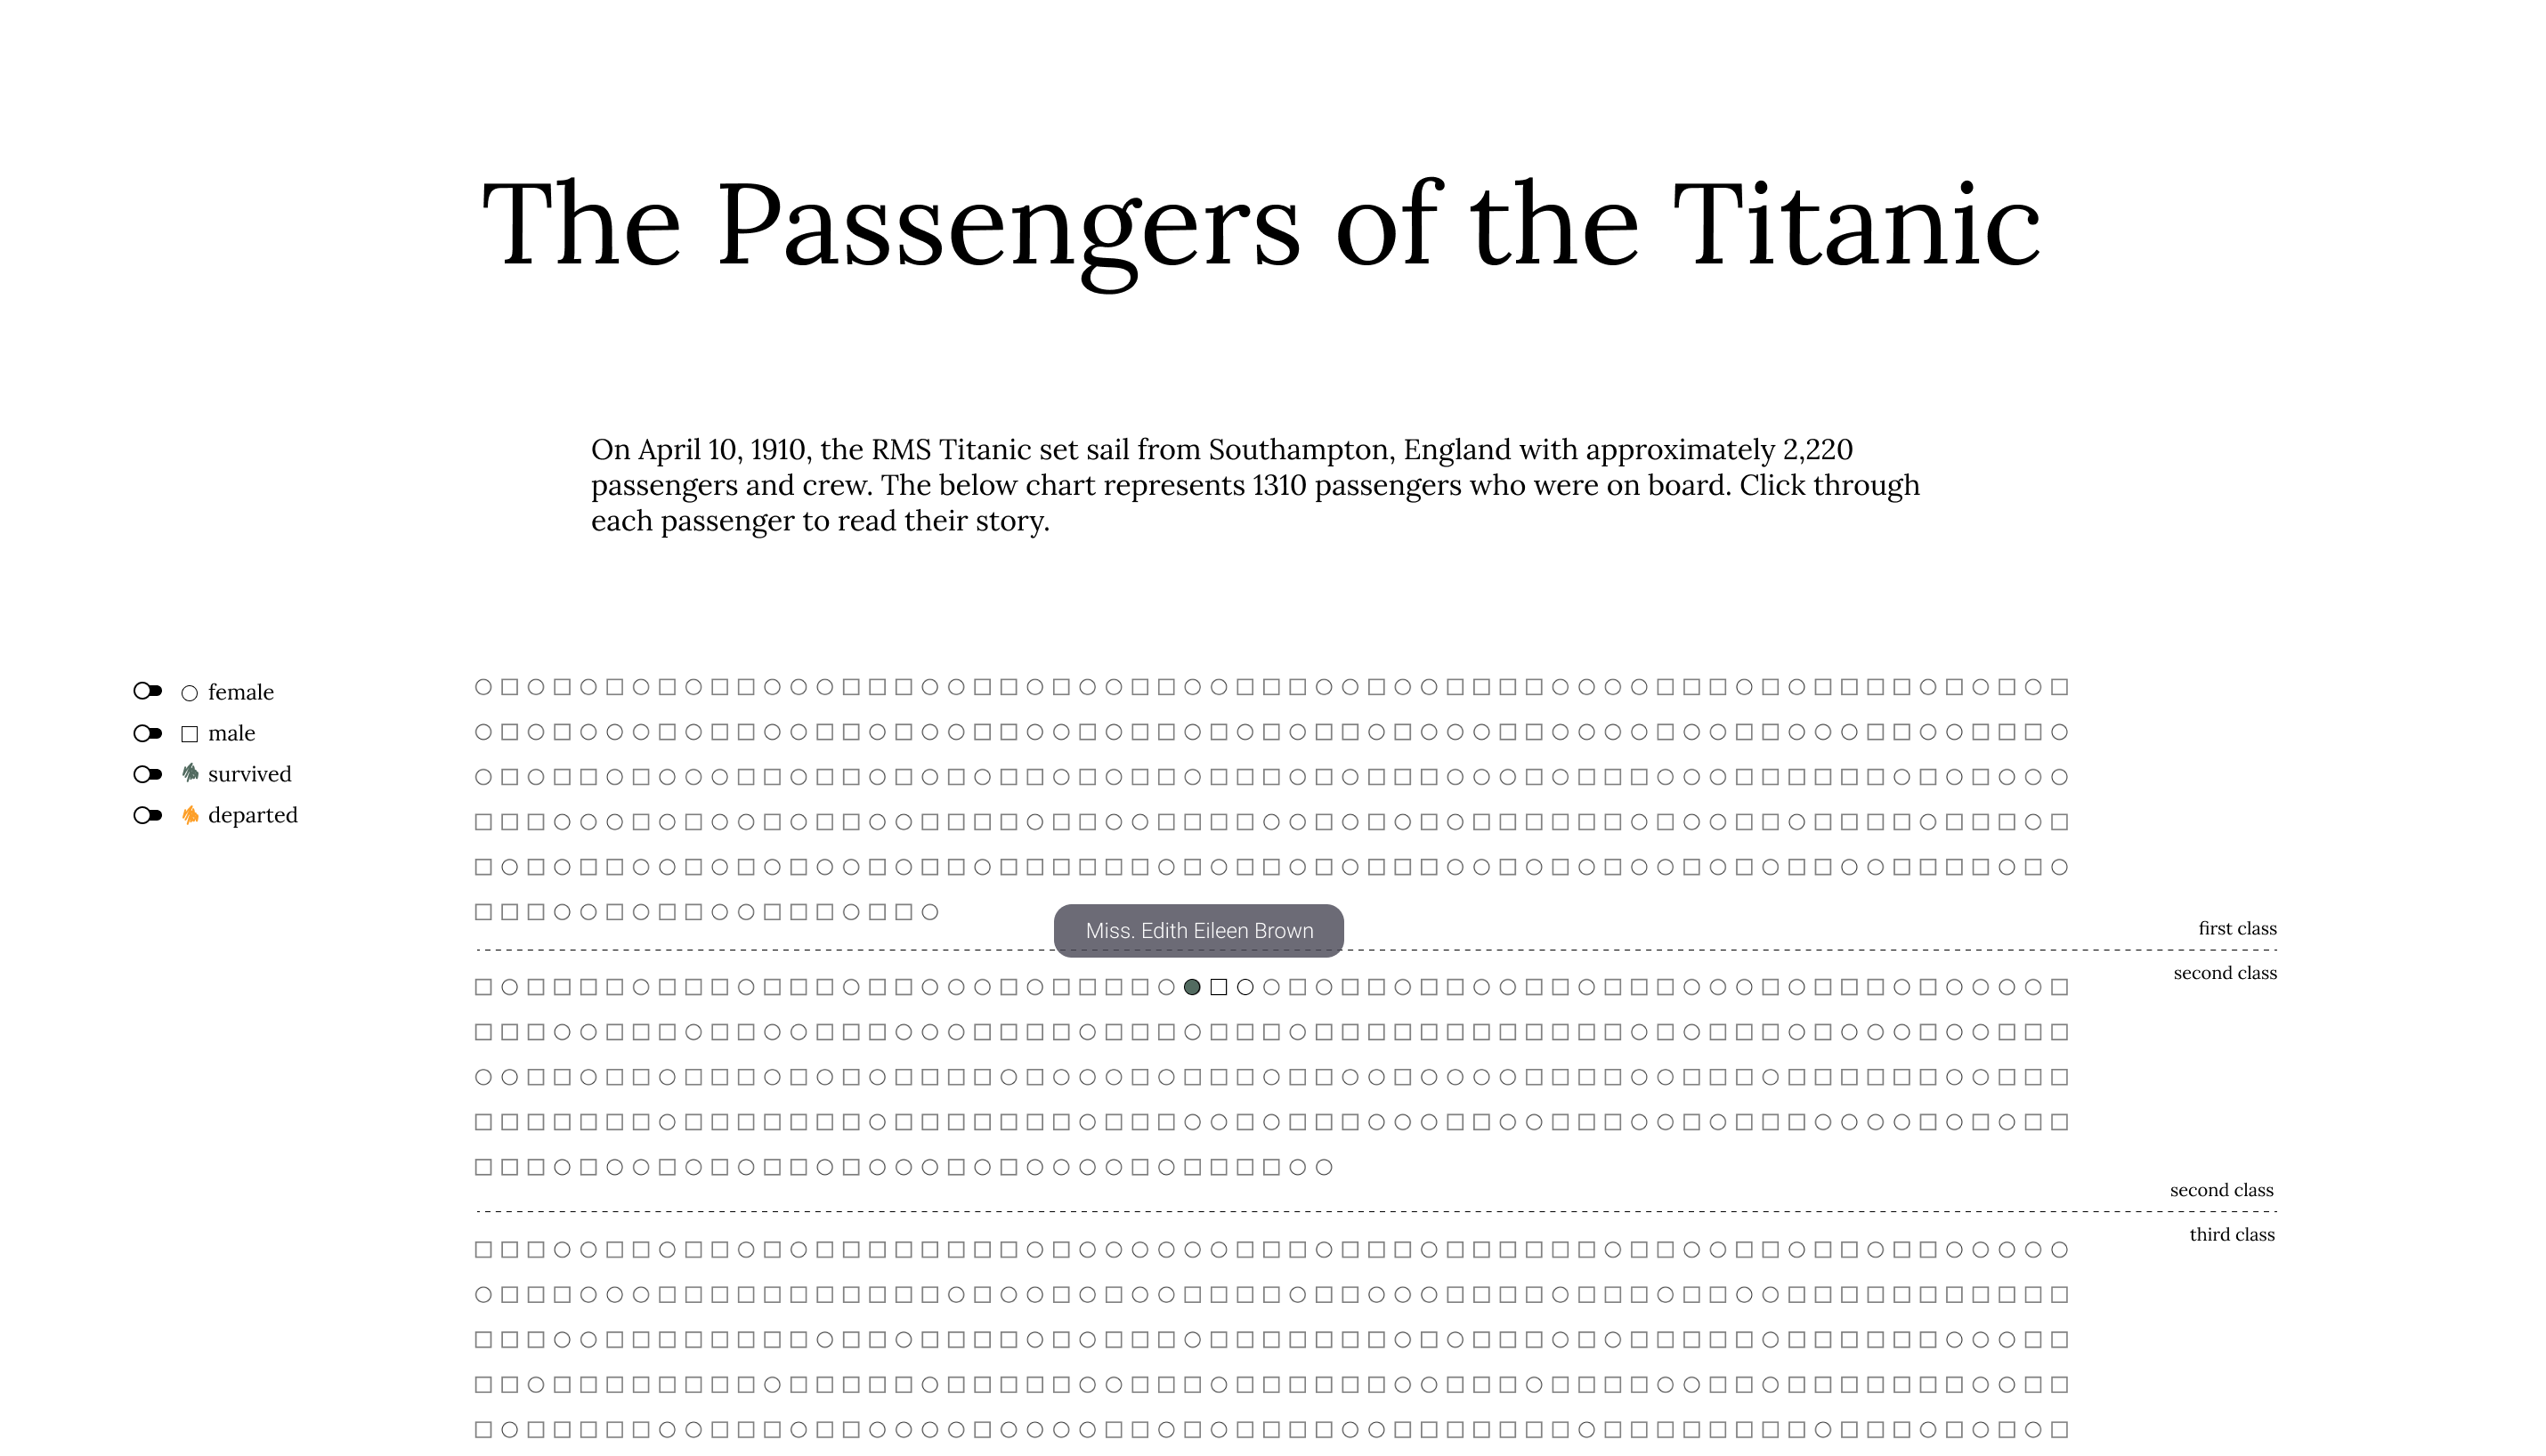 The Passengers of the Titanic
On April 10, 1910, the RMS Titanic set sail from Southampton, England with approximately 2,220
passengers and crew. The below chart represents 1310 passengers who were on board. Click through
each passenger to read their story.
female
male
survived
departed
Miss. Edith Eileen Brown
first class
second class
second class
third class